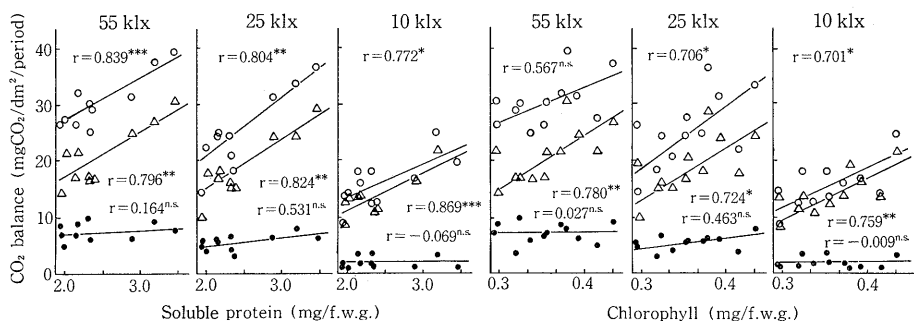 55 klx 25 klx 10 klx 55 klx 25 klx 10 klx
CO₂ balance (mgCO₂/dm²/period)
40
30
20
10
0
r=0.839***
r=0.796**
r=0.164n.s.
r=0.804**
r=0.824**
r=0.531n.s.
r=0.772*
r=0.869***
r=−0.069n.s.
r=0.567n.s.
r=0.780**
r=0.027n.s.
r=0.706*
r=0.724*
r=0.463n.s.
r=0.701*
r=0.759**
r=−0.009n.s.
2.0 3.0 2.0 3.0 2.0 3.0 0.3 0.4 0.3 0.4 0.3 0.4
Soluble protein (mg/f.w.g.) Chlorophyll (mg/f.w.g.)